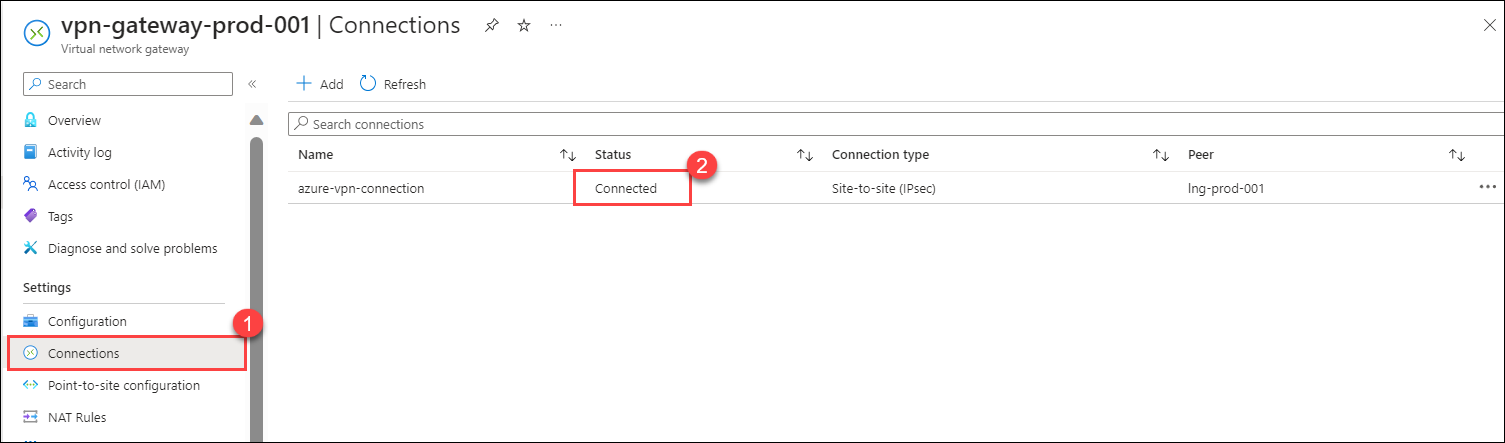 vpn-gateway-prod-001 | Connections
Virtual network gateway
Search
Add Refresh
Overview
Activity log
Access control (IAM)
Tags
Diagnose and solve problems
Settings
Configuration
1
Connections
Point-to-site configuration
NAT Rules
Search connections
Name Status Connection type Peer
2
azure-vpn-connection Connected Site-to-site (IPsec) lng-prod-001